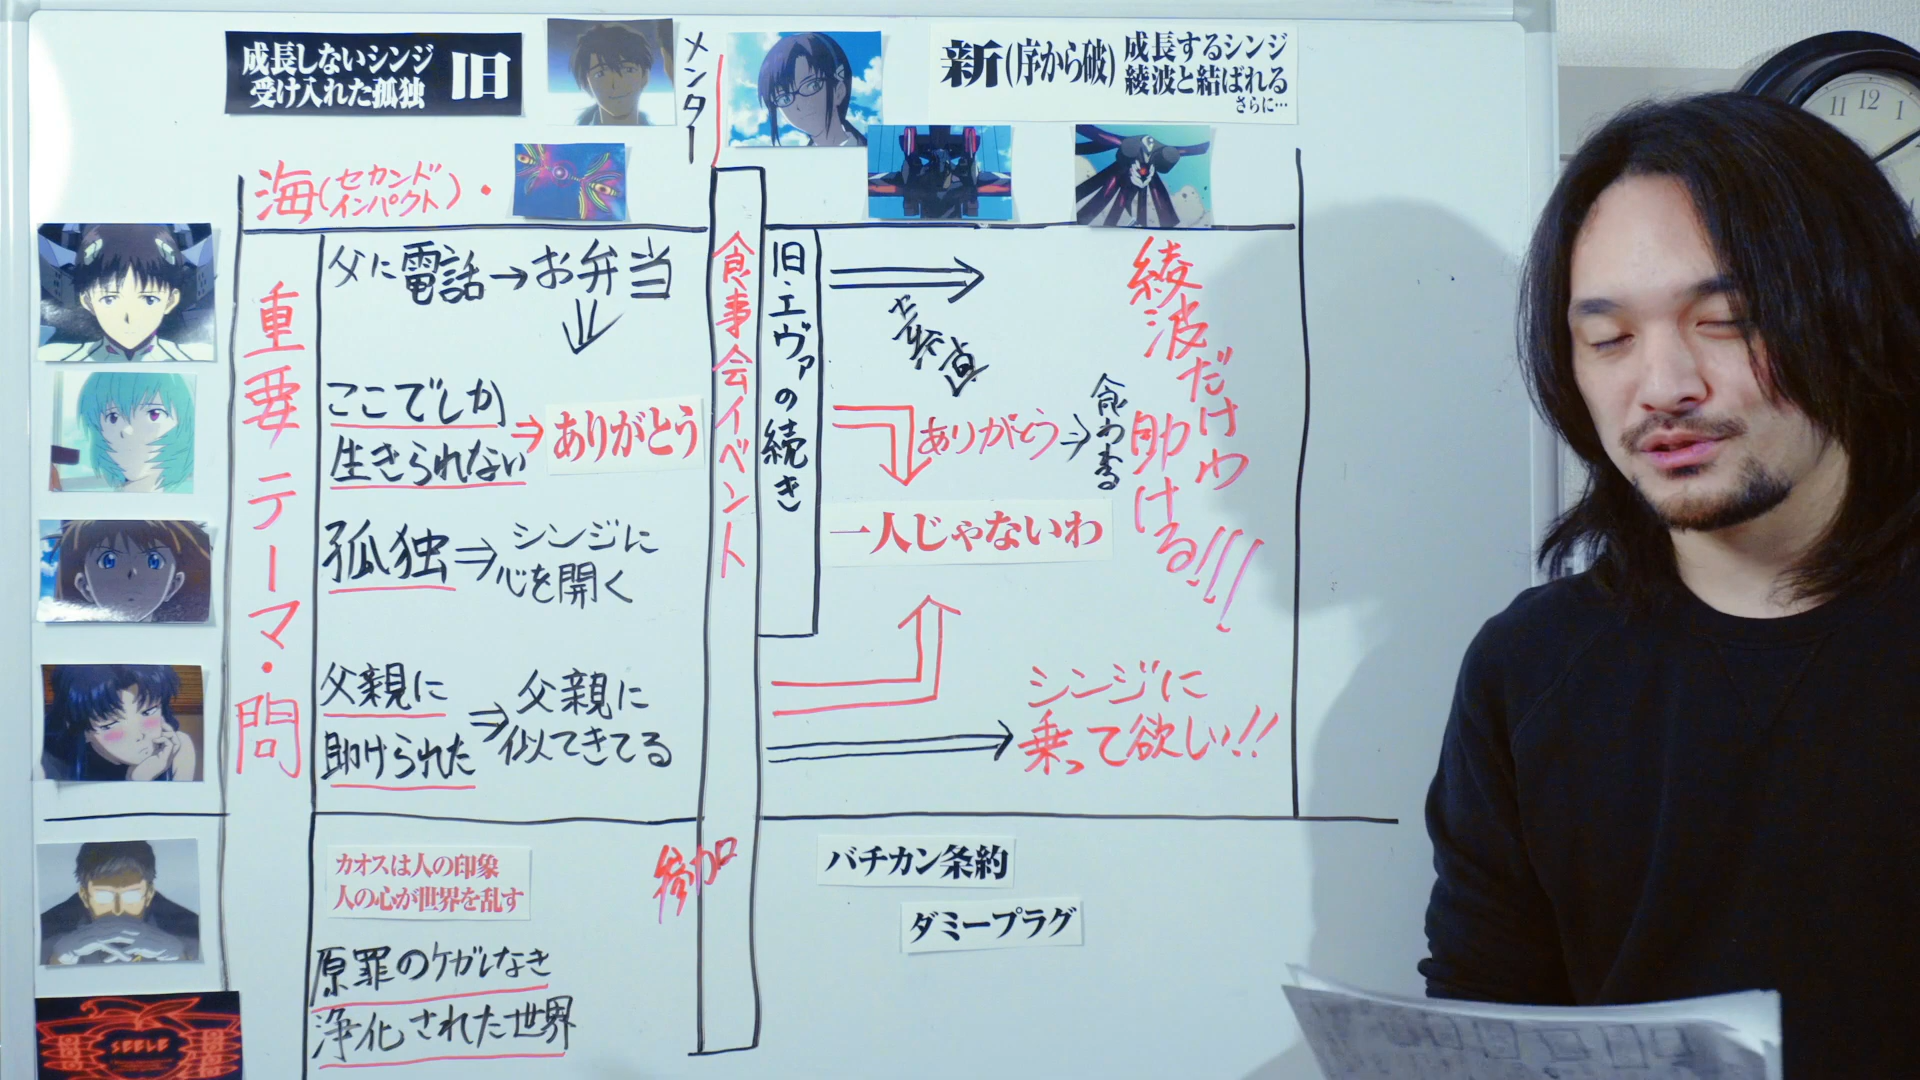 成長しないシンジ
受け入れた孤独
旧
メンター
新(序から破)
成長するシンジ
綾波と結ばれる
さらに…
海(セカンドインパクト)・
重要テーマ・問
父に電話→お弁当
ここでしか
生きられない
⇒ありがとう
孤独⇒シンジに
心を開く
父親に
助けられた
⇒父親に
似てきてる
食事会イベント
旧・エヴァの続き
ありがとう⇒
一人じゃないわ
綾波だけは
助ける!!!
シンジに
乗って欲しい!!
カオスは人の印象
人の心が世界を乱す
原罪のケガレなき
浄化された世界
参加
バチカン条約
ダミープラグ
SEELE
11 12 1